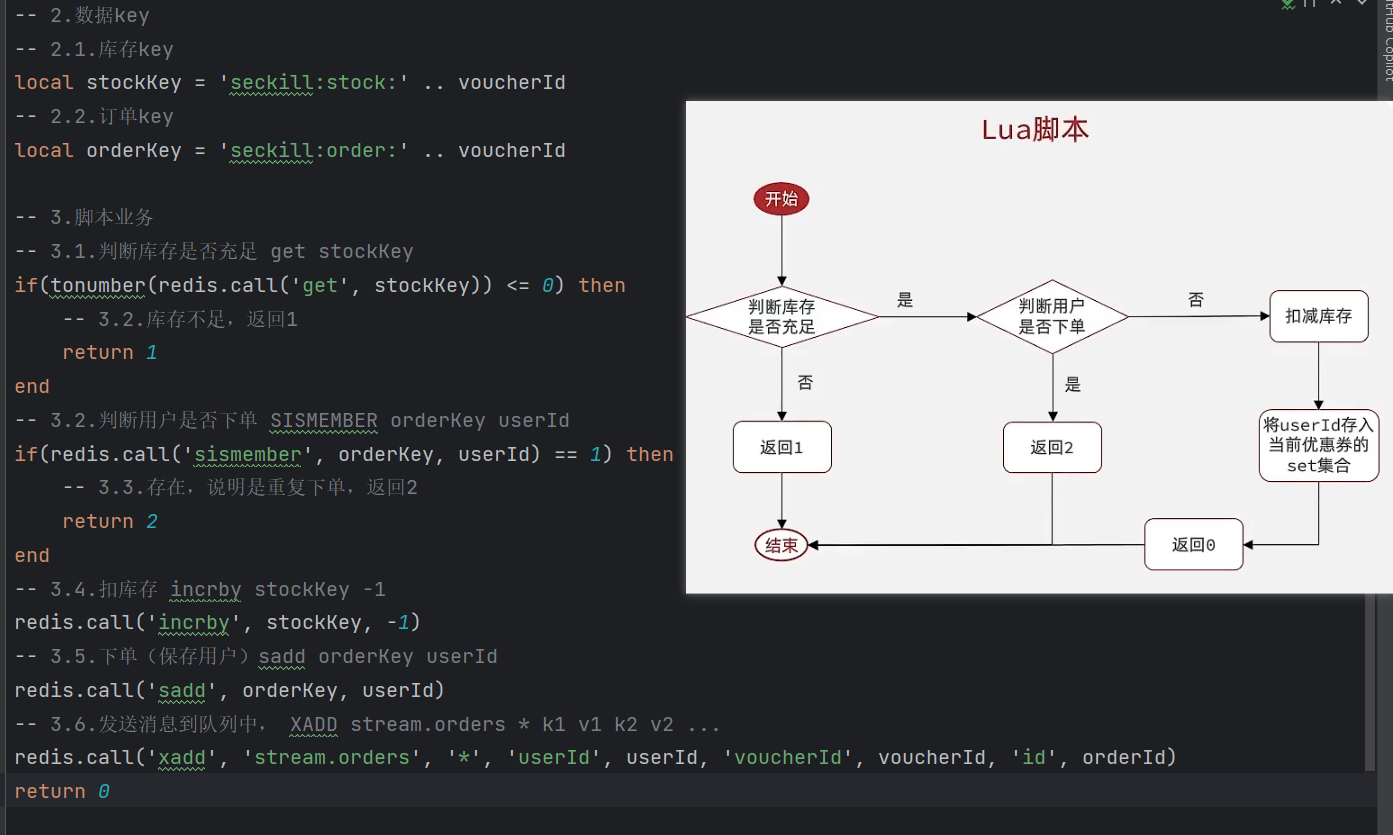 -- 2.数据key
-- 2.1.库存key
local stockKey = 'seckill:stock:' .. voucherId
-- 2.2.订单key
local orderKey = 'seckill:order:' .. voucherId
-- 3.脚本业务
-- 3.1.判断库存是否充足 get stockKey
if(tonumber(redis.call('get', stockKey)) <= 0) then
-- 3.2.库存不足，返回1
return 1
end
-- 3.2.判断用户是否下单 SISMEMBER orderKey userId
if(redis.call('sismember', orderKey, userId) == 1) then
-- 3.3.存在，说明是重复下单，返回2
return 2
end
-- 3.4.扣库存 incrby stockKey -1
redis.call('incrby', stockKey, -1)
-- 3.5.下单（保存用户）sadd orderKey userId
redis.call('sadd', orderKey, userId)
-- 3.6.发送消息到队列中， XADD stream.orders * k1 v1 k2 v2 ...
redis.call('xadd', 'stream.orders', '*', 'userId', userId, 'voucherId', voucherId, 'id', orderId)
return 0
Lua脚本
开始
判断库存
是否充足
是
判断用户
是否下单
否
扣减库存
否
是
返回1
返回2
将userId存入
当前优惠券的
set集合
结束
返回0
Copilot